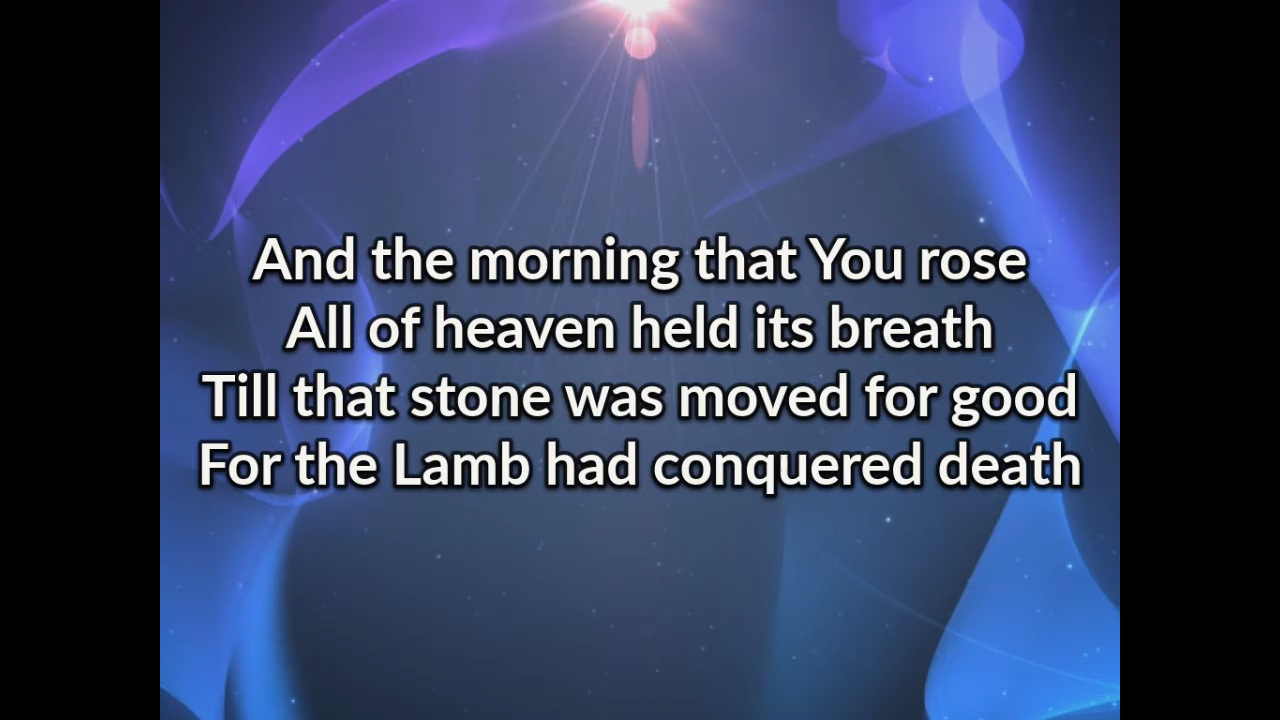 And the morning that You rose
All of heaven held its breath
Till that stone was moved for good
For the Lamb had conquered death